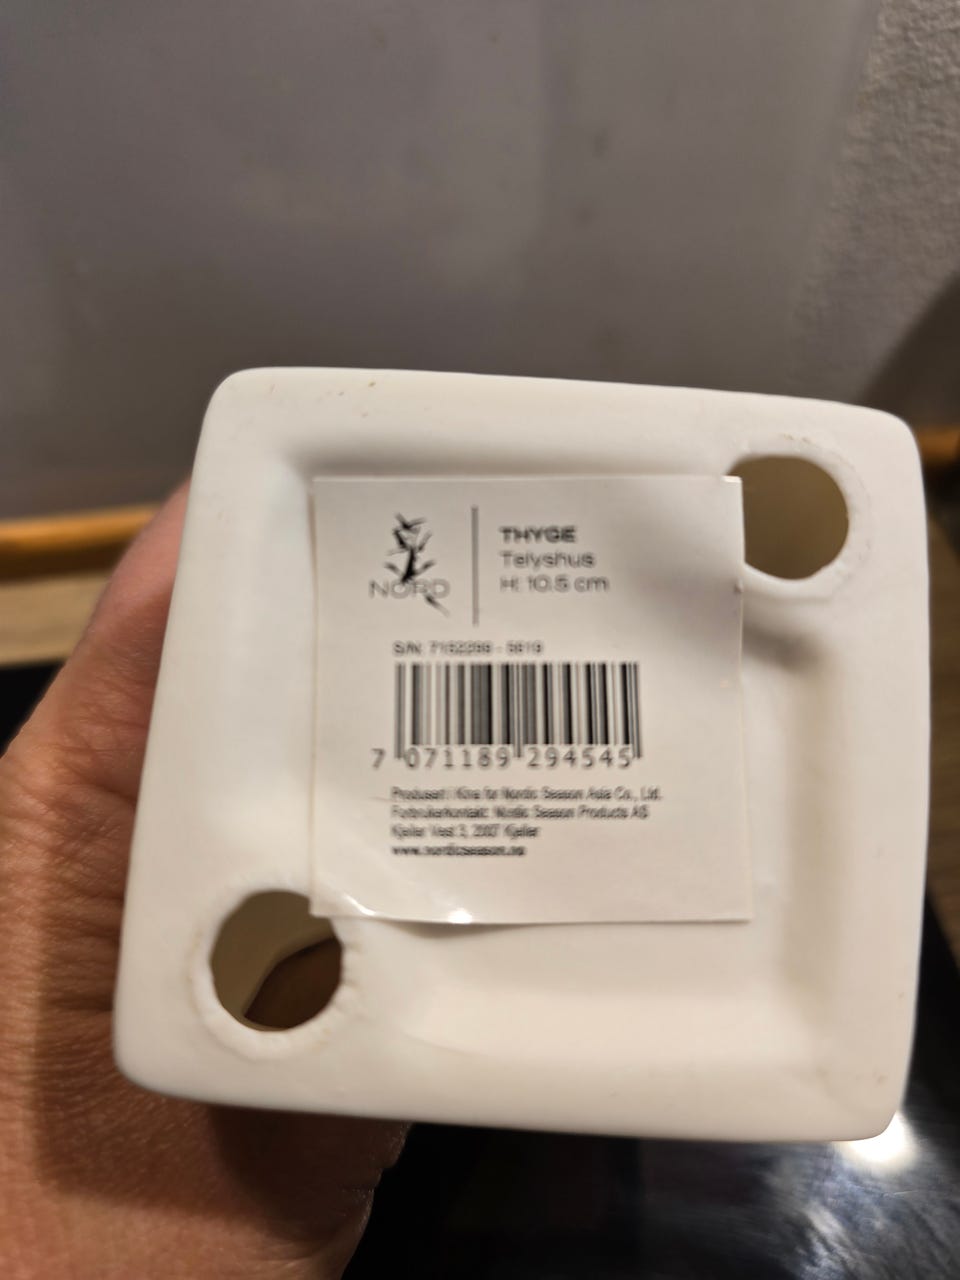 NORD
THYGE
Telyshus
H: 10.5 cm
S/N: 7152299 - 5819
7 071189 294545
Produsert i Kina for Nordic Season Asia Co., Ltd.
Forbrukerkontakt: Nordic Season Products AS
Kjeller Vest 3, 2007 Kjeller
www.nordicseason.no